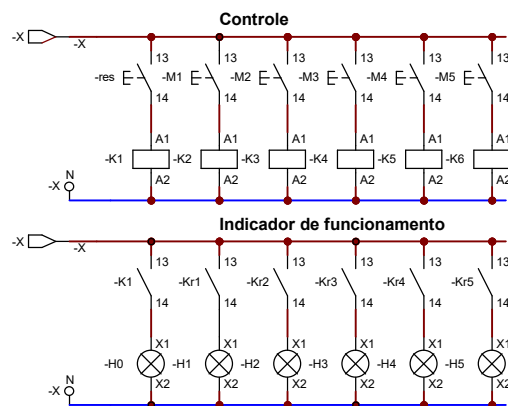 Controle
-X -X
13 13 13 13 13 13
-res -M1 -M2 -M3 -M4 -M5
14 14 14 14 14 14
A1 A1 A1 A1 A1 A1
-K1 -K2 -K3 -K4 -K5 -K6
A2 A2 A2 A2 A2 A2
N
-X
Indicador de funcionamento
-X -X
13 13 13 13 13 13
-K1 -Kr1 -Kr2 -Kr3 -Kr4 -Kr5
14 14 14 14 14 14
X1 X1 X1 X1 X1 X1
-H0 -H1 -H2 -H3 -H4 -H5
X2 X2 X2 X2 X2 X2
N
-X